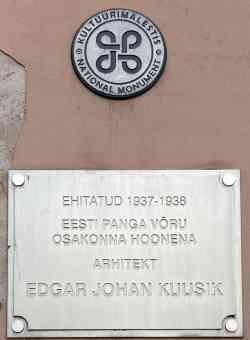 KULTUURIMÄLESTIS
NATIONAL MONUMENT
EHITATUD 1937-1938
EESTI PANGA VÕRU
OSAKONNA HOONENA
ARHITEKT
EDGAR JOHAN KUUSIK